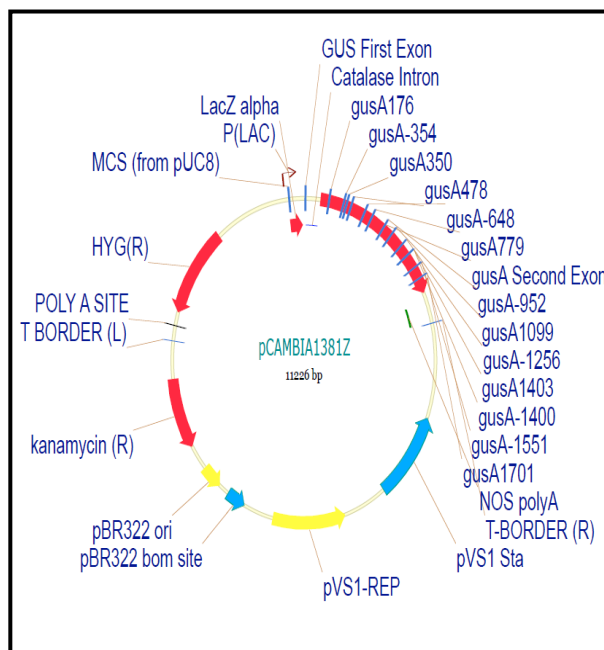 GUS First Exon
Catalase Intron
gusA176
LacZ alpha
gusA-354
P(LAC)
gusA350
MCS (from pUC8)
gusA478
gusA-648
HYG(R)
gusA779
gusA Second Exon
gusA-952
POLY A SITE
T BORDER (L)
gusA1099
pCAMBIA1381Z
11226 bp
gusA-1256
gusA1403
gusA-1400
kanamycin (R)
gusA-1551
gusA1701
NOS polyA
pBR322 ori
T-BORDER (R)
pBR322 bom site
pVS1 Sta
pVS1-REP